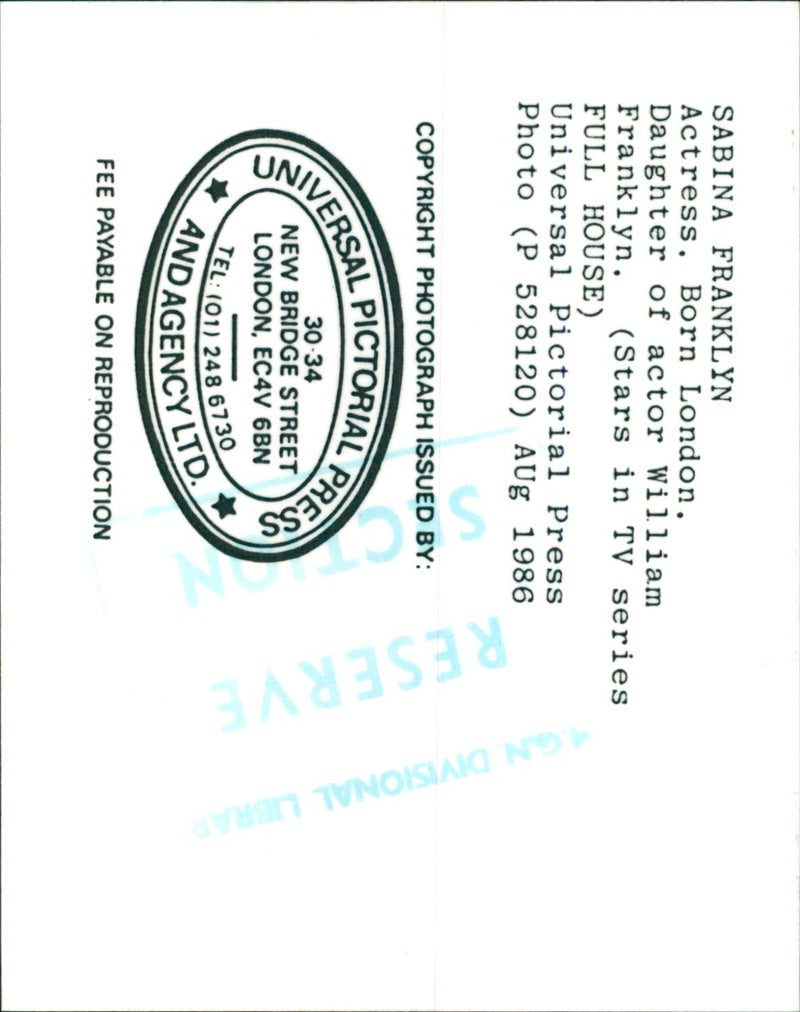 SABINA FRANKLYN
Actress. Born London.
Daughter of actor William
Franklyn. (Stars in TV series
FULL HOUSE)
Universal Pictorial Press
Photo (P 528120) AUg 1986
COPYRIGHT PHOTOGRAPH ISSUED BY:
UNIVERSAL PICTORIAL PRESS
30-34
NEW BRIDGE STREET
LONDON, EC4V 6BN
TEL: (01) 248 6730
AND AGENCY LTD.
FEE PAYABLE ON REPRODUCTION
DIVISIONAL
RESERVE
SECTION